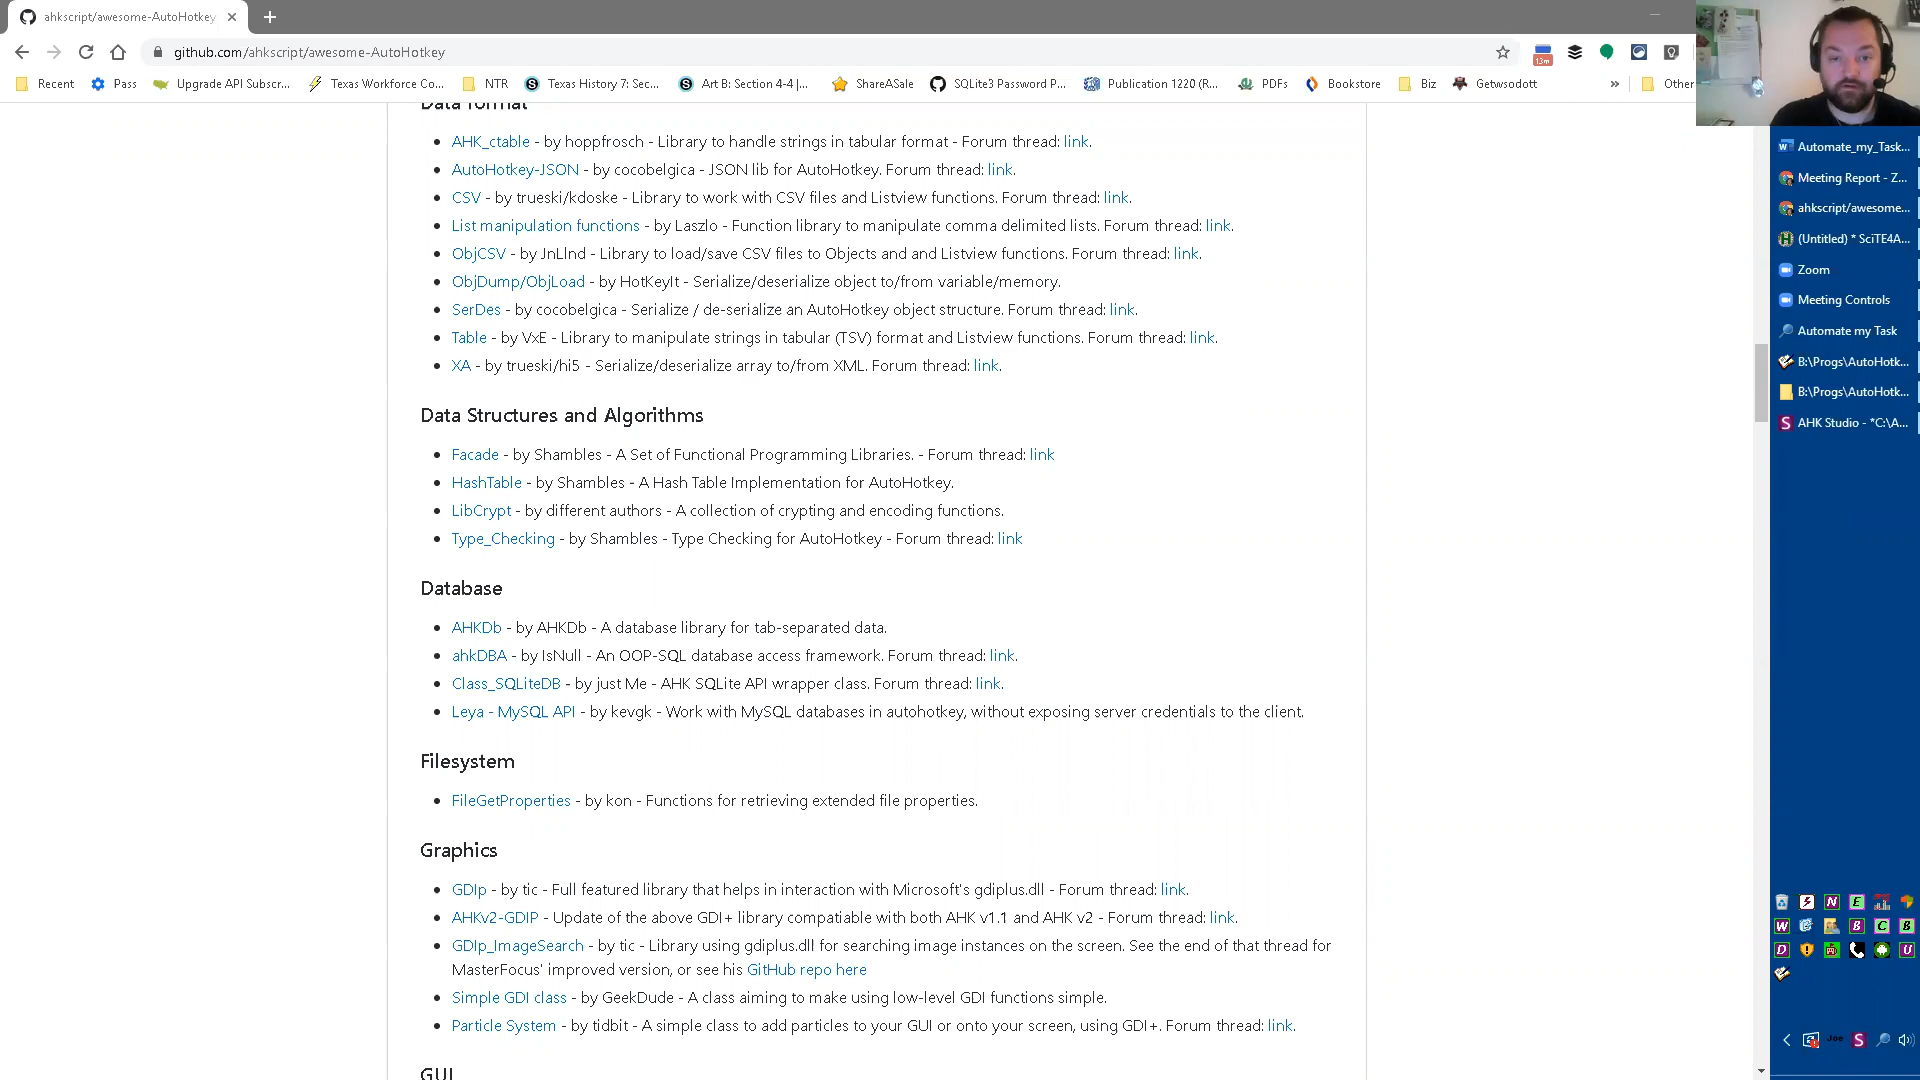 ahkscript/awesome-AutoHotkey
github.com/ahkscript/awesome-AutoHotkey
13m
Recent
Pass
Upgrade API Subscr...
Texas Workforce Co...
NTR
Texas History 7: Sec...
Art B: Section 4-4 |...
ShareASale
SQLite3 Password P...
Publication 1220 (R...
PDFs
Bookstore
Biz
Getwsodott
»
Other
Data format
AHK_ctable - by hoppfrosch - Library to handle strings in tabular format - Forum thread: link.
AutoHotkey-JSON - by cocobelgica - JSON lib for AutoHotkey. Forum thread: link.
CSV - by trueski/kdoske - Library to work with CSV files and Listview functions. Forum thread: link.
List manipulation functions - by Laszlo - Function library to manipulate comma delimited lists. Forum thread: link.
ObjCSV - by JnLlnd - Library to load/save CSV files to Objects and and Listview functions. Forum thread: link.
ObjDump/ObjLoad - by HotKeyIt - Serialize/deserialize object to/from variable/memory.
SerDes - by cocobelgica - Serialize / de-serialize an AutoHotkey object structure. Forum thread: link.
Table - by VxE - Library to manipulate strings in tabular (TSV) format and Listview functions. Forum thread: link.
XA - by trueski/hi5 - Serialize/deserialize array to/from XML. Forum thread: link.
Data Structures and Algorithms
Facade - by Shambles - A Set of Functional Programming Libraries. - Forum thread: link
HashTable - by Shambles - A Hash Table Implementation for AutoHotkey.
LibCrypt - by different authors - A collection of crypting and encoding functions.
Type_Checking - by Shambles - Type Checking for AutoHotkey - Forum thread: link
Database
AHKDb - by AHKDb - A database library for tab-separated data.
ahkDBA - by IsNull - An OOP-SQL database access framework. Forum thread: link.
Class_SQLiteDB - by just Me - AHK SQLite API wrapper class. Forum thread: link.
Leya - MySQL API - by kevgk - Work with MySQL databases in autohotkey, without exposing server credentials to the client.
Filesystem
FileGetProperties - by kon - Functions for retrieving extended file properties.
Graphics
GDIp - by tic - Full featured library that helps in interaction with Microsoft's gdiplus.dll - Forum thread: link.
AHKv2-GDIP - Update of the above GDI+ library compatiable with both AHK v1.1 and AHK v2 - Forum thread: link.
GDIp_ImageSearch - by tic - Library using gdiplus.dll for searching image instances on the screen. See the end of that thread for
MasterFocus' improved version, or see his GitHub repo here
Simple GDI class - by GeekDude - A class aiming to make using low-level GDI functions simple.
Particle System - by tidbit - A simple class to add particles to your GUI or onto your screen, using GDI+. Forum thread: link.
GUI
Automate_my_Task...
Meeting Report - Z...
ahkscript/awesome...
(Untitled) * SciTE4A...
Zoom
Meeting Controls
Automate my Task
B:\Progs\AutoHotk...
B:\Progs\AutoHotk...
AHK Studio - *C:\A...
N E
W B C B
D U
Joe S